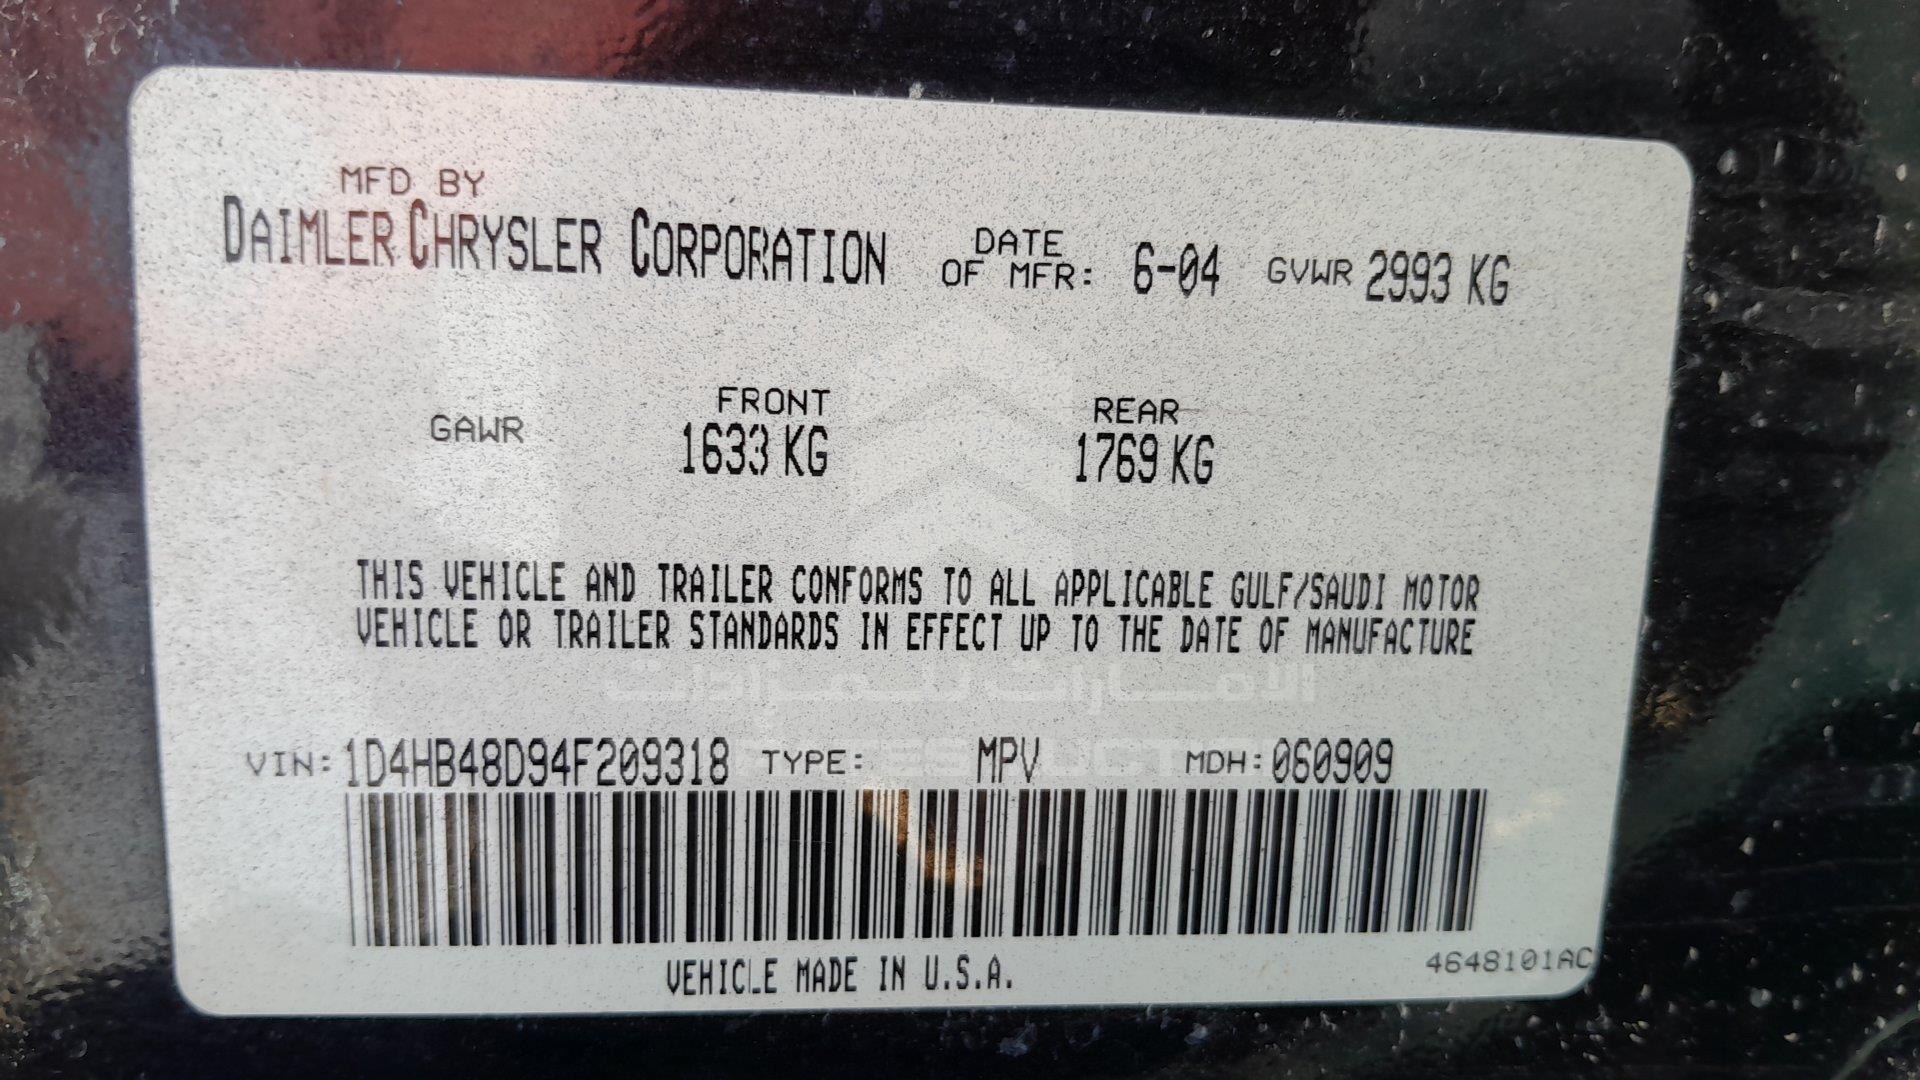 MFD BY
DAIMLER CHRYSLER CORPORATION
DATE
OF MFR: 6-04 GVWR 2993 KG
FRONT REAR
GAWR 1633 KG 1769 KG
THIS VEHICLE AND TRAILER CONFORMS TO ALL APPLICABLE GULF/SAUDI MOTOR
VEHICLE OR TRAILER STANDARDS IN EFFECT UP TO THE DATE OF MANUFACTURE
الامارات للمزادات
VIN: 1D4HB48D94F209318 TYPE: MPV MDH: 060909
VEHICLE MADE IN U.S.A.
4648101AC